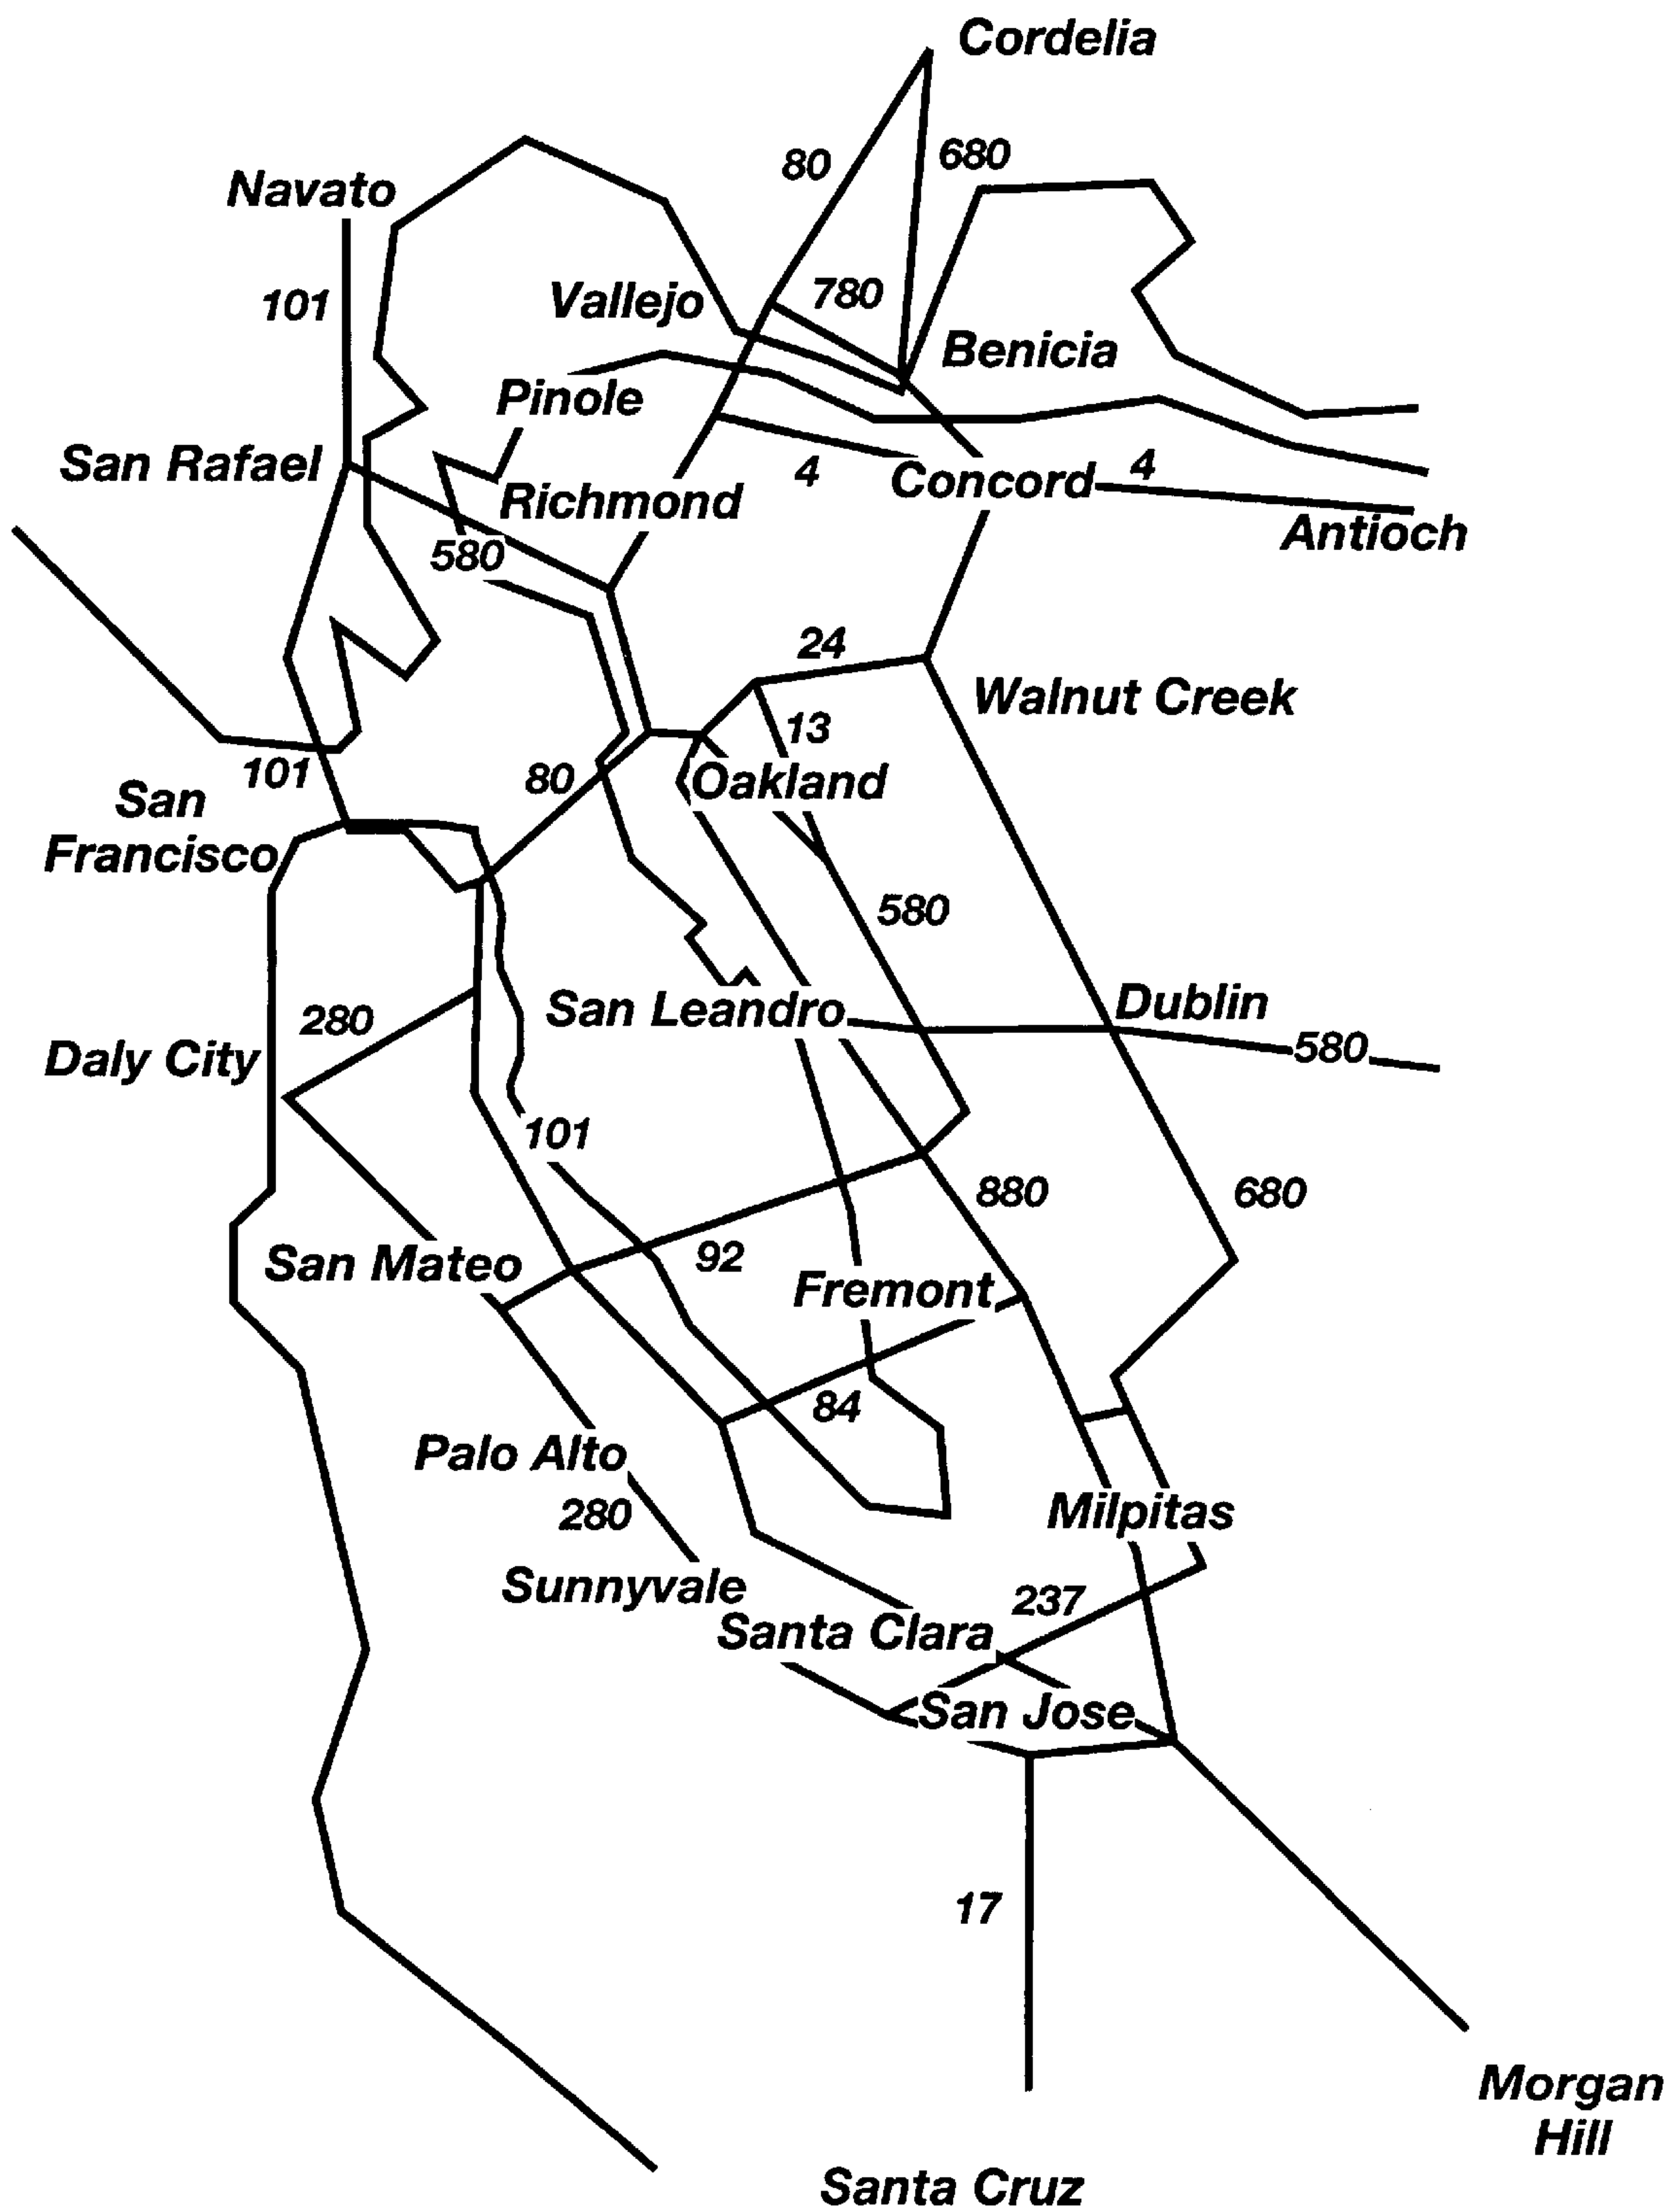 Cordelia
80
680
Navato
101
Vallejo
780
Benicia
Pinole
San Rafael
4
Concord
4
Richmond
Antioch
580
24
Walnut Creek
13
101
80
Oakland
San
Francisco
580
San Leandro
Dublin
280
580
Daly City
101
880
680
San Mateo
92
Fremont
84
Palo Alto
280
Milpitas
Sunnyvale
237
Santa Clara
San Jose
17
Morgan
Hill
Santa Cruz